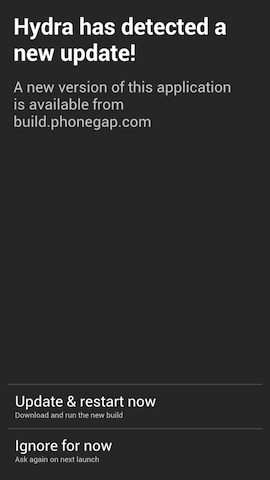 Hydra has detected a
new update!
A new version of this application
is available from
build.phonegap.com
Update & restart now
Download and run the new build
Ignore for now
Ask again on next launch